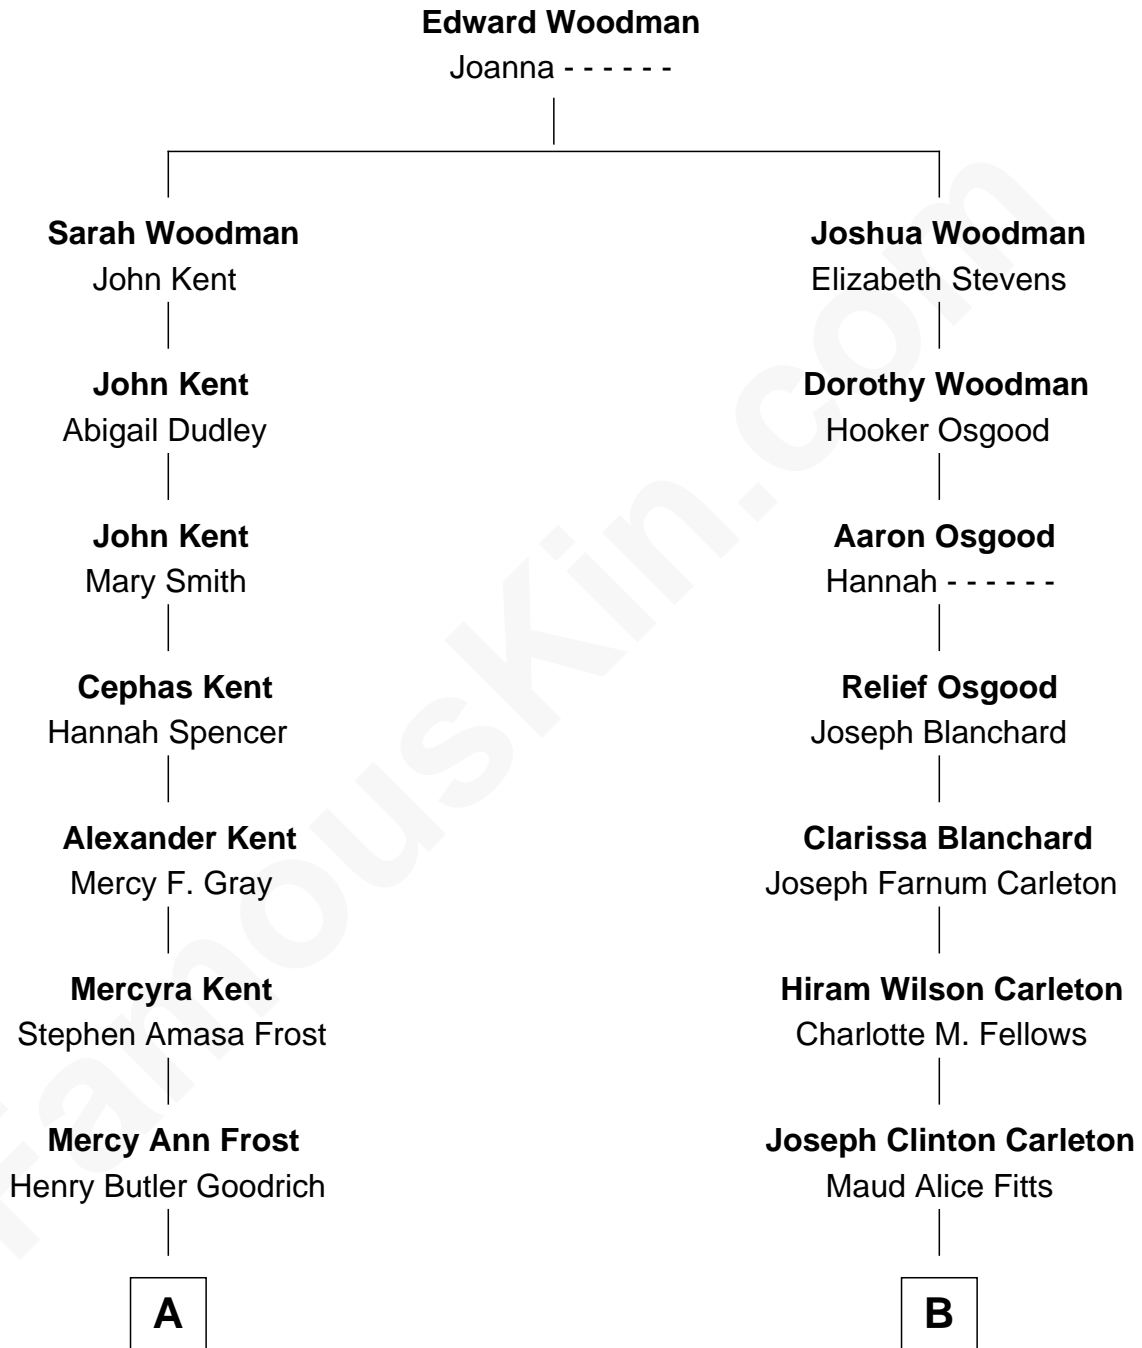 Edward Woodman
Joanna - - - - - -
Sarah Woodman
John Kent
John Kent
Abigail Dudley
John Kent
Mary Smith
Cephas Kent
Hannah Spencer
Alexander Kent
Mercy F. Gray
Mercyra Kent
Stephen Amasa Frost
Mercy Ann Frost
Henry Butler Goodrich
A
Joshua Woodman
Elizabeth Stevens
Dorothy Woodman
Hooker Osgood
Aaron Osgood
Hannah - - - - - -
Relief Osgood
Joseph Blanchard
Clarissa Blanchard
Joseph Farnum Carleton
Hiram Wilson Carleton
Charlotte M. Fellows
Joseph Clinton Carleton
Maud Alice Fitts
B
FamousKin.com